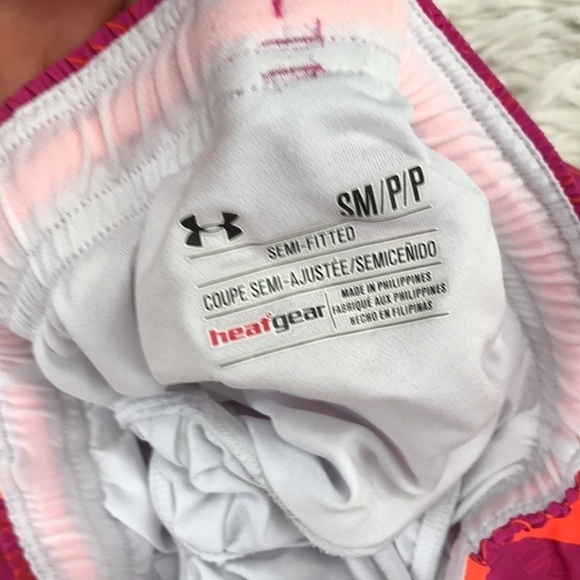 SM/P/P
SEMI-FITTED
COUPE SEMI-AJUSTÉE/SEMICEÑIDO
heatgear
MADE IN PHILIPPINES
FABRIQUÉ AUX PHILIPPINES
HECHO EN FILIPINAS